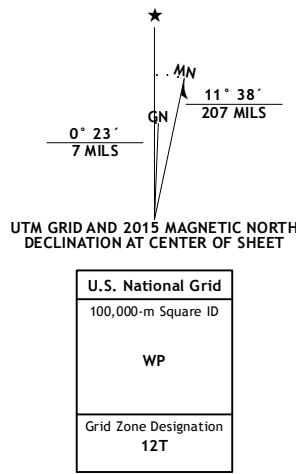 MN
GN
11° 38´
207 MILS
0° 23´
7 MILS
UTM GRID AND 2015 MAGNETIC NORTH
DECLINATION AT CENTER OF SHEET
U.S. National Grid
100,000-m Square ID
WP
Grid Zone Designation
12T